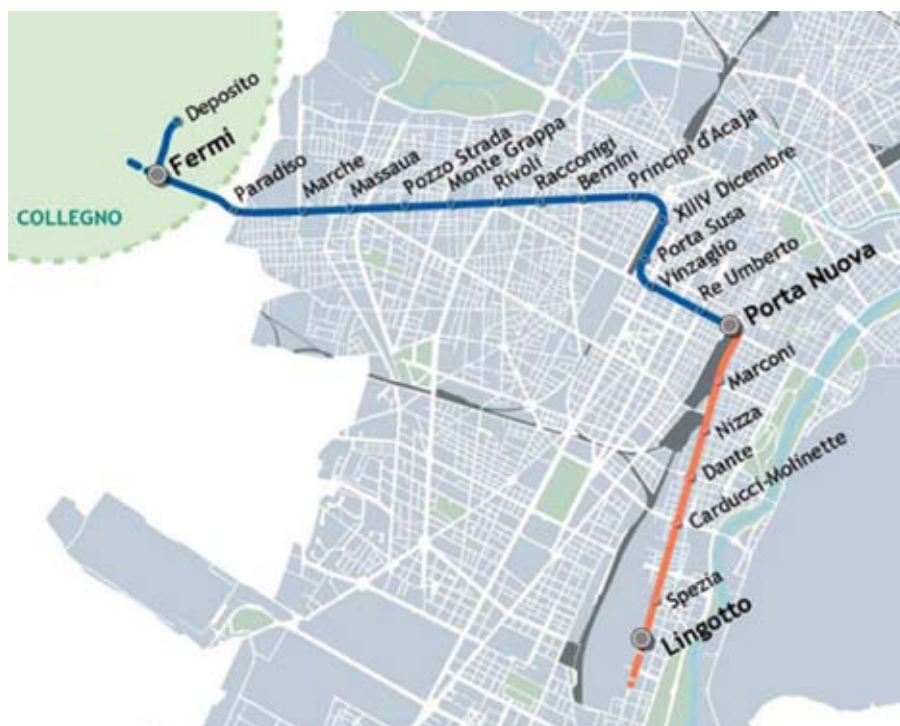 Deposito
Fermi
COLLEGNO
Paradiso
Marche
Massaua
Pozzo Strada
Monte Grappa
Rivoli
Racconigi
Bernini
Principi d'Acaja
XIIIV Dicembre
Porta Susa
Vinzaglio
Re Umberto
Porta Nuova
Marconi
Nizza
Dante
Carducci-Molinette
Spezia
Lingotto